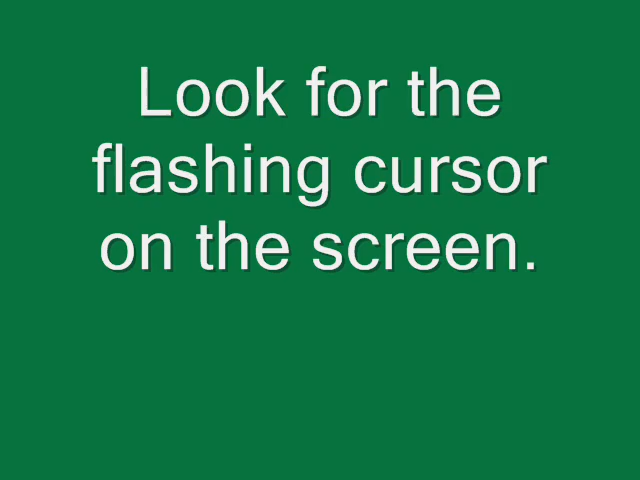 Look for the
flashing cursor
on the screen.